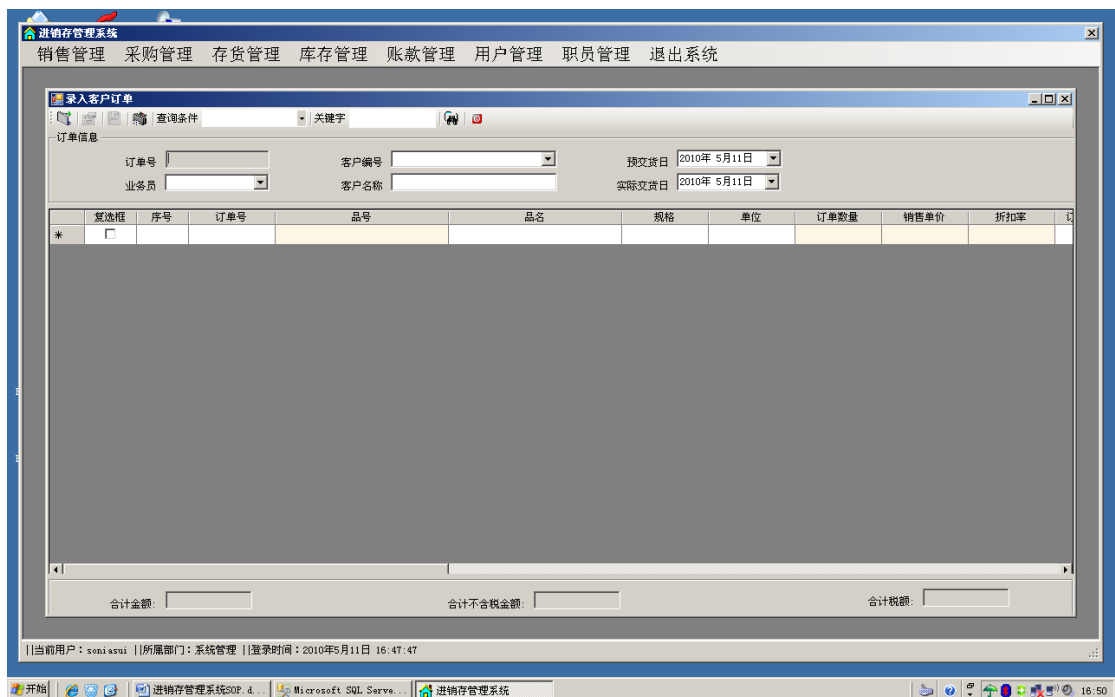 进销存管理系统
销售管理 采购管理 存货管理 库存管理 账款管理 用户管理 职员管理 退出系统
录入客户订单
查询条件 关键字
订单信息
订单号 客户编号 预交货日 2010年 5月11日
业务员 客户名称 实际交货日 2010年 5月11日
复选框 序号 订单号 品号 品名 规格 单位 订单数量 销售单价 折扣率
*
合计金额: 合计不含税金额: 合计税额:
||当前用户:soniasui ||所属部门:系统管理 ||登录时间:2010年5月11日 16:47:47
开始 进销存管理系统SOP.d... Microsoft SQL Serve... 进销存管理系统 16:50